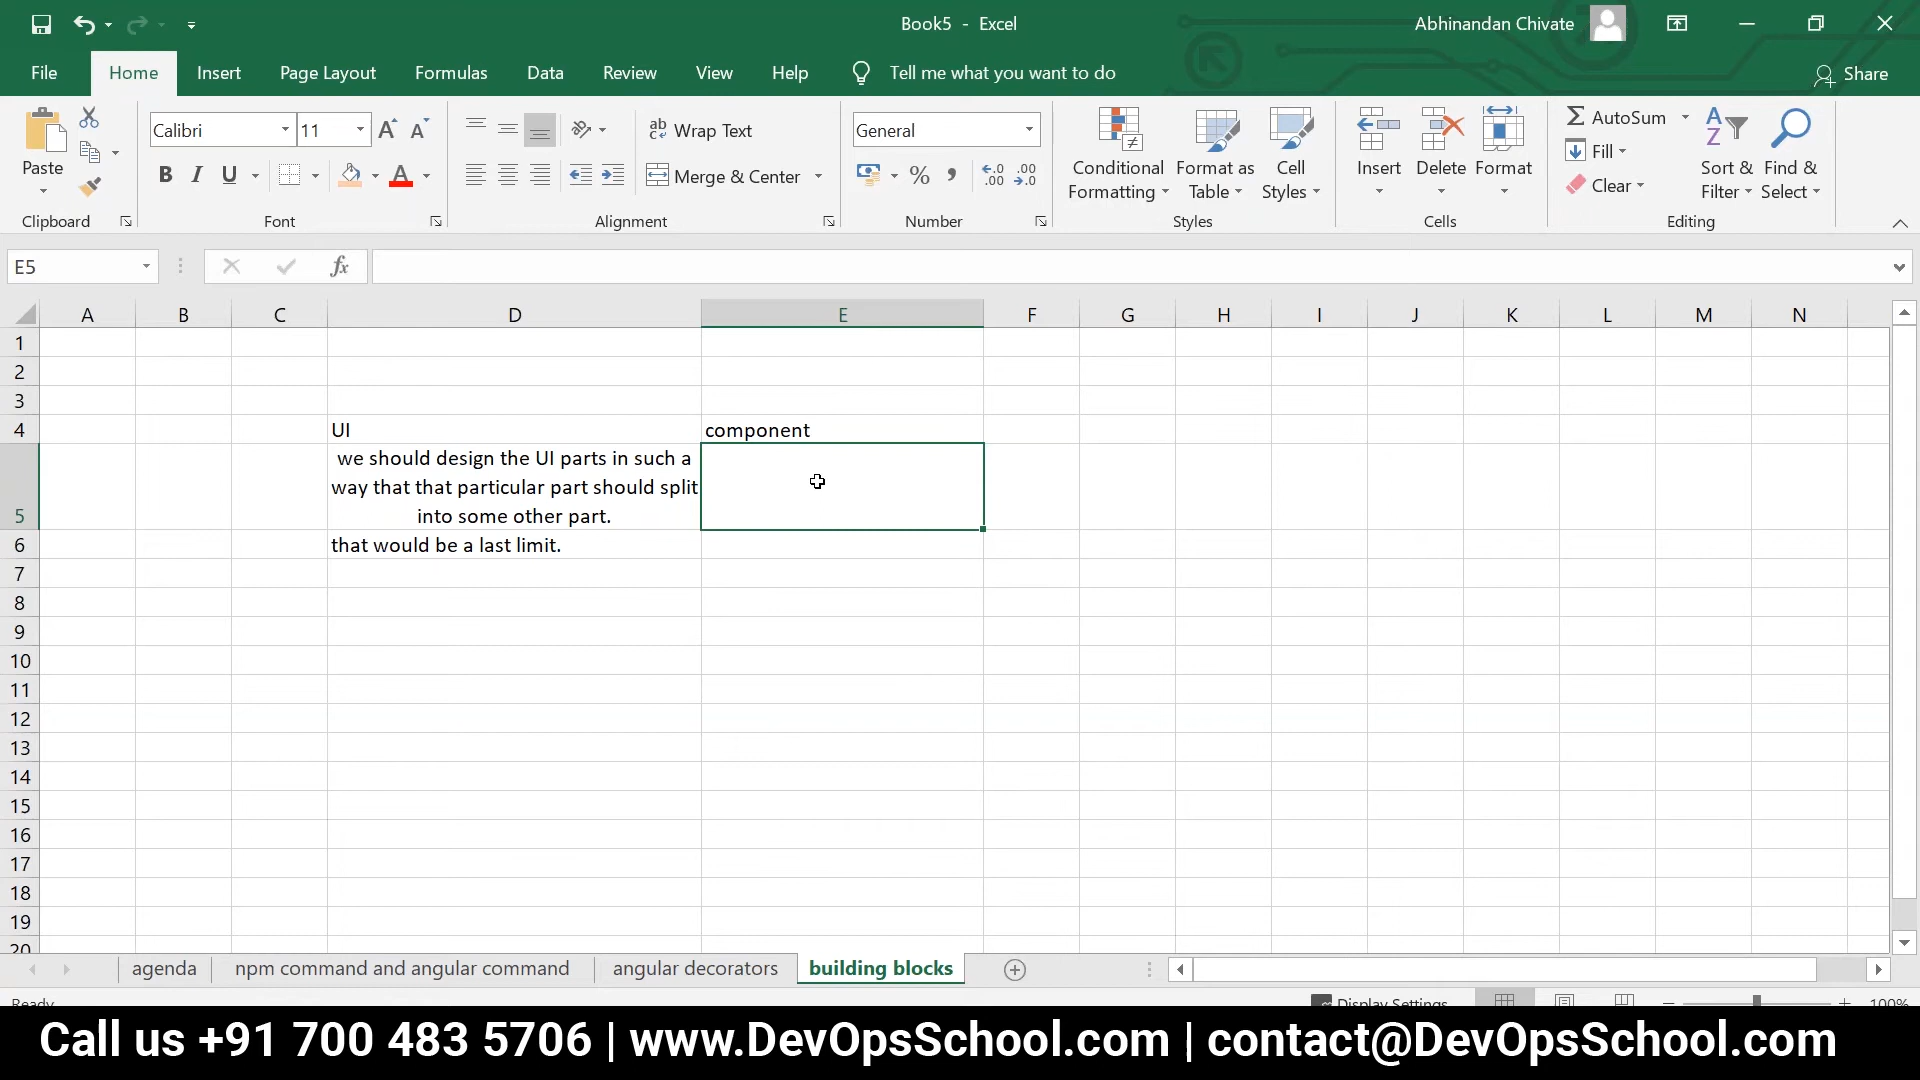 Book5 - Excel
Abhinandan Chivate
File Home Insert Page Layout Formulas Data Review View Help Tell me what you want to do Share
Calibri 11
Wrap Text
General
AutoSum
Fill
Clear
Paste
B I U
Merge & Center
Conditional Formatting
Format as Table
Cell Styles
Insert Delete Format
Sort & Filter
Find & Select
Clipboard Font Alignment Number Styles Cells Editing
E5 fx
A B C D E F G H I J K L M N
1
2
3
4 UI component
we should design the UI parts in such a
way that that particular part should split
5 into some other part.
6 that would be a last limit.
7
8
9
10
11
12
13
14
15
16
17
18
19
20
agenda npm command and angular command angular decorators building blocks
Ready Display Settings 100%
Call us +91 700 483 5706 | www.DevOpsSchool.com | contact@DevOpsSchool.com